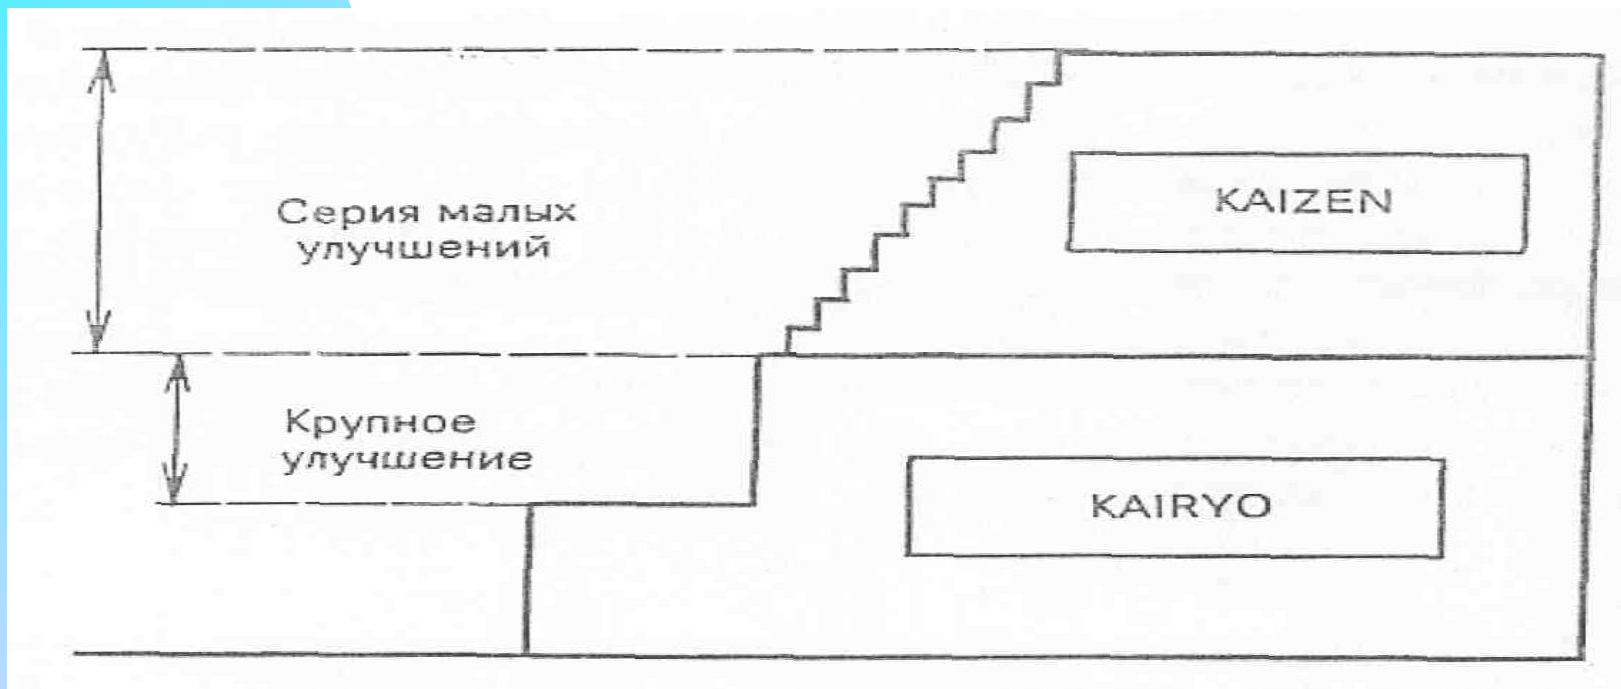 Серия малых
улучшений
KAIZEN
Крупное
улучшение
KAIRYO